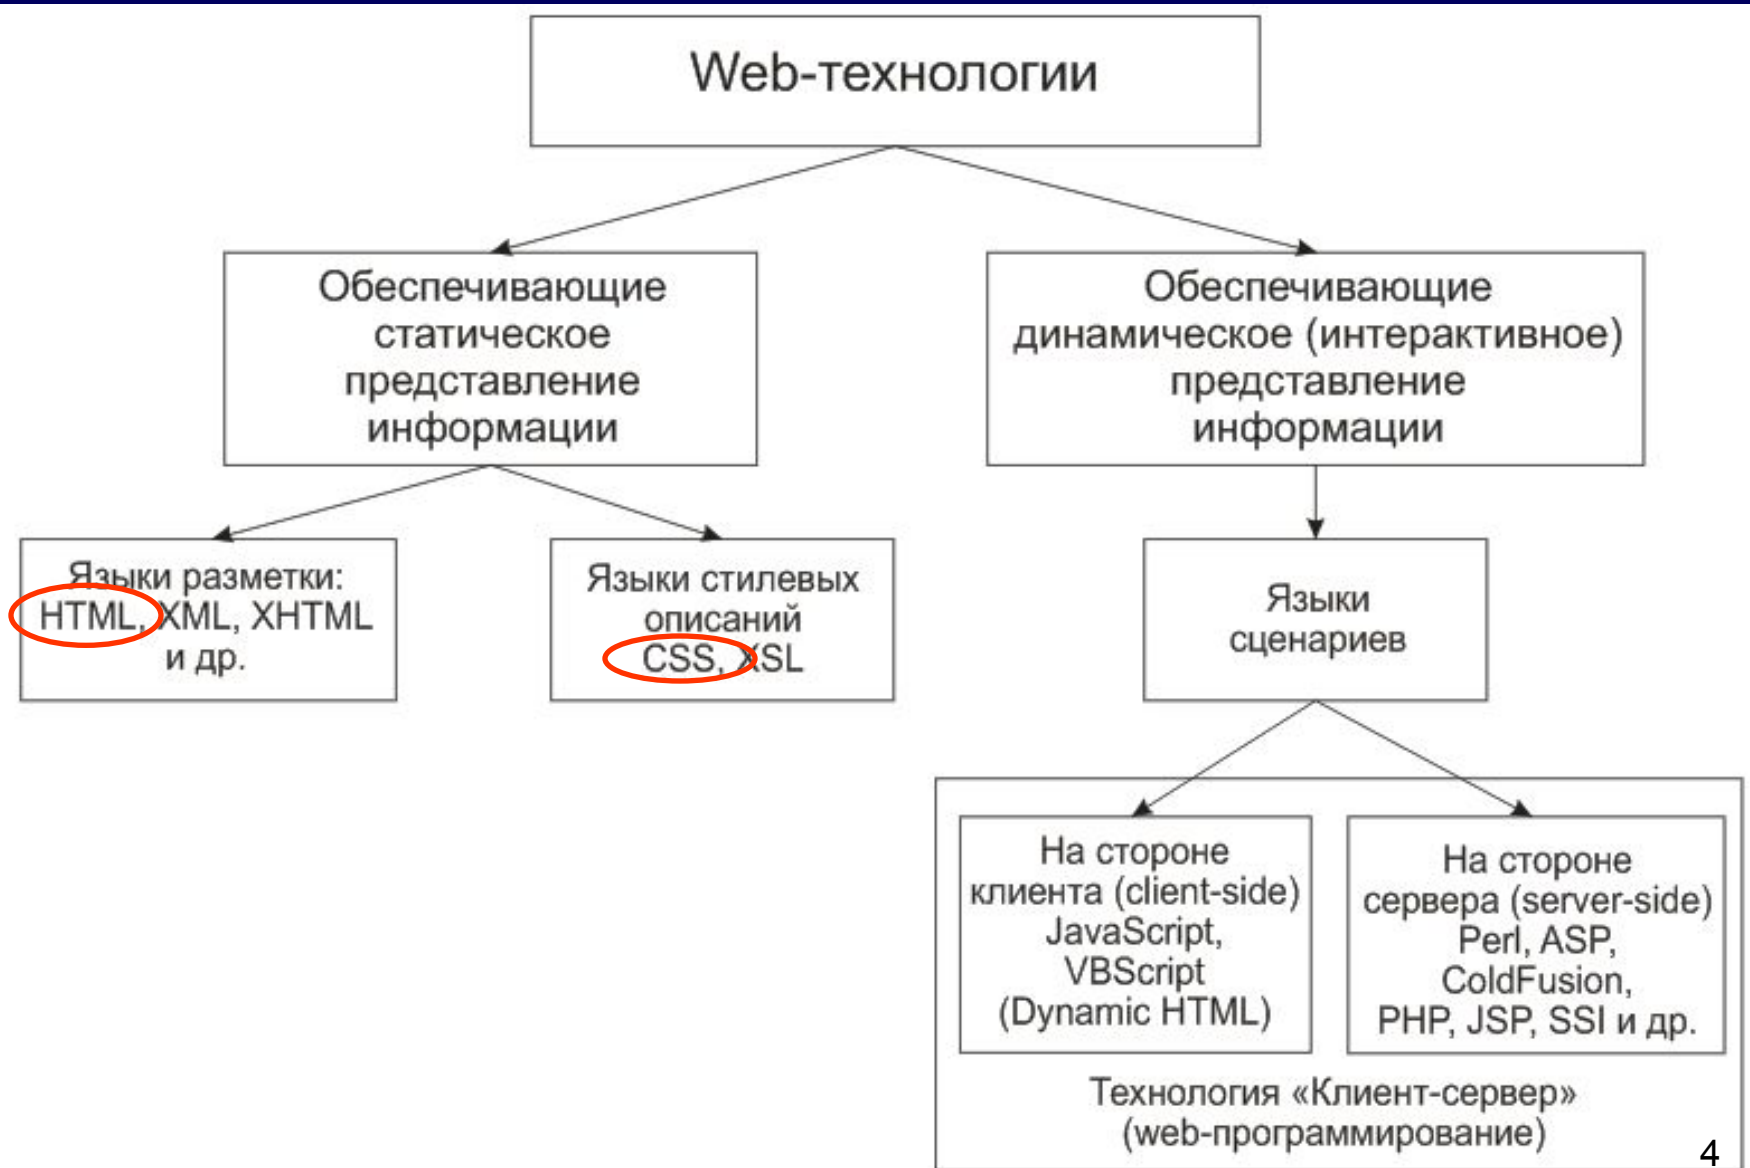 Web-технологии
Обеспечивающие
статическое
представление
информации
Обеспечивающие
динамическое (интерактивное)
представление
информации
Языки разметки:
HTML, XML, XHTML
и др.
Языки стилевых
описаний
CSS, XSL
Языки
сценариев
На стороне
клиента (client-side)
JavaScript,
VBScript
(Dynamic HTML)
На стороне
сервера (server-side)
Perl, ASP,
ColdFusion,
PHP, JSP, SSI и др.
Технология «Клиент-сервер»
(web-программирование)
4